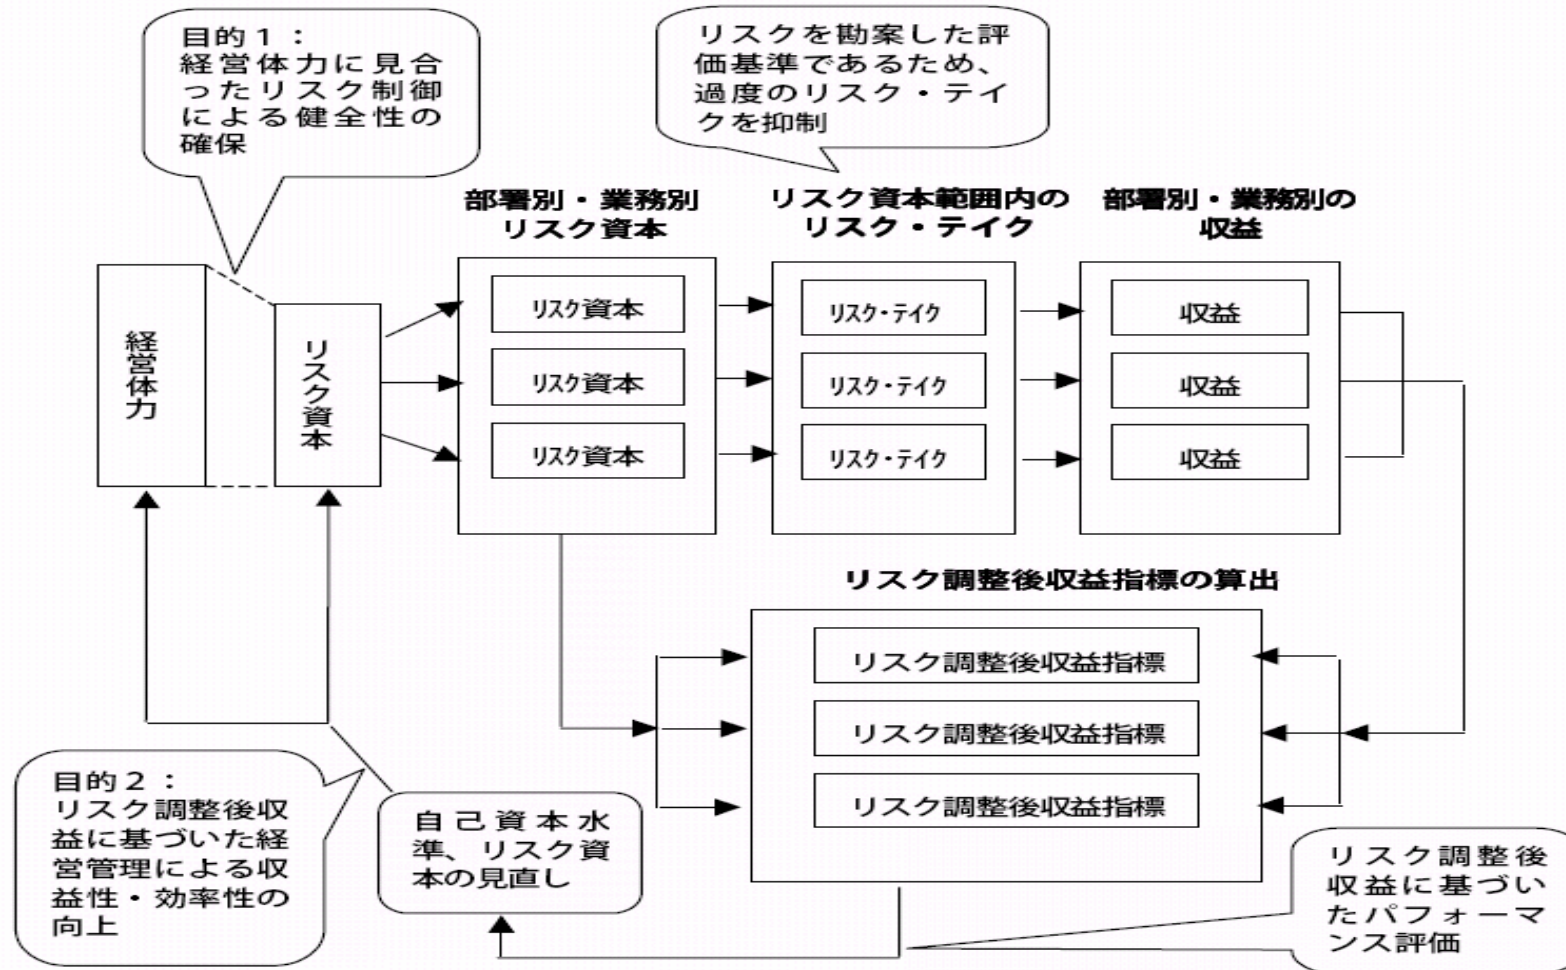 目的１：
経営体力に見合
ったリスク制御
による健全性の
確保
リスクを勘案した評
価基準であるため、
過度のリスク・テイ
クを抑制
部署別・業務別
リスク資本
リスク資本範囲内の
リスク・テイク
部署別・業務別の
収益
経営体力
リスク資本
リスク資本
リスク資本
リスク資本
リスク・テイク
リスク・テイク
リスク・テイク
収益
収益
収益
リスク調整後収益指標の算出
リスク調整後収益指標
リスク調整後収益指標
リスク調整後収益指標
目的２：
リスク調整後収
益に基づいた経
営管理による収
益性・効率性の
向上
自己資本水
準、リスク資
本の見直し
リスク調整後
収益に基づい
たパフォーマ
ンス評価